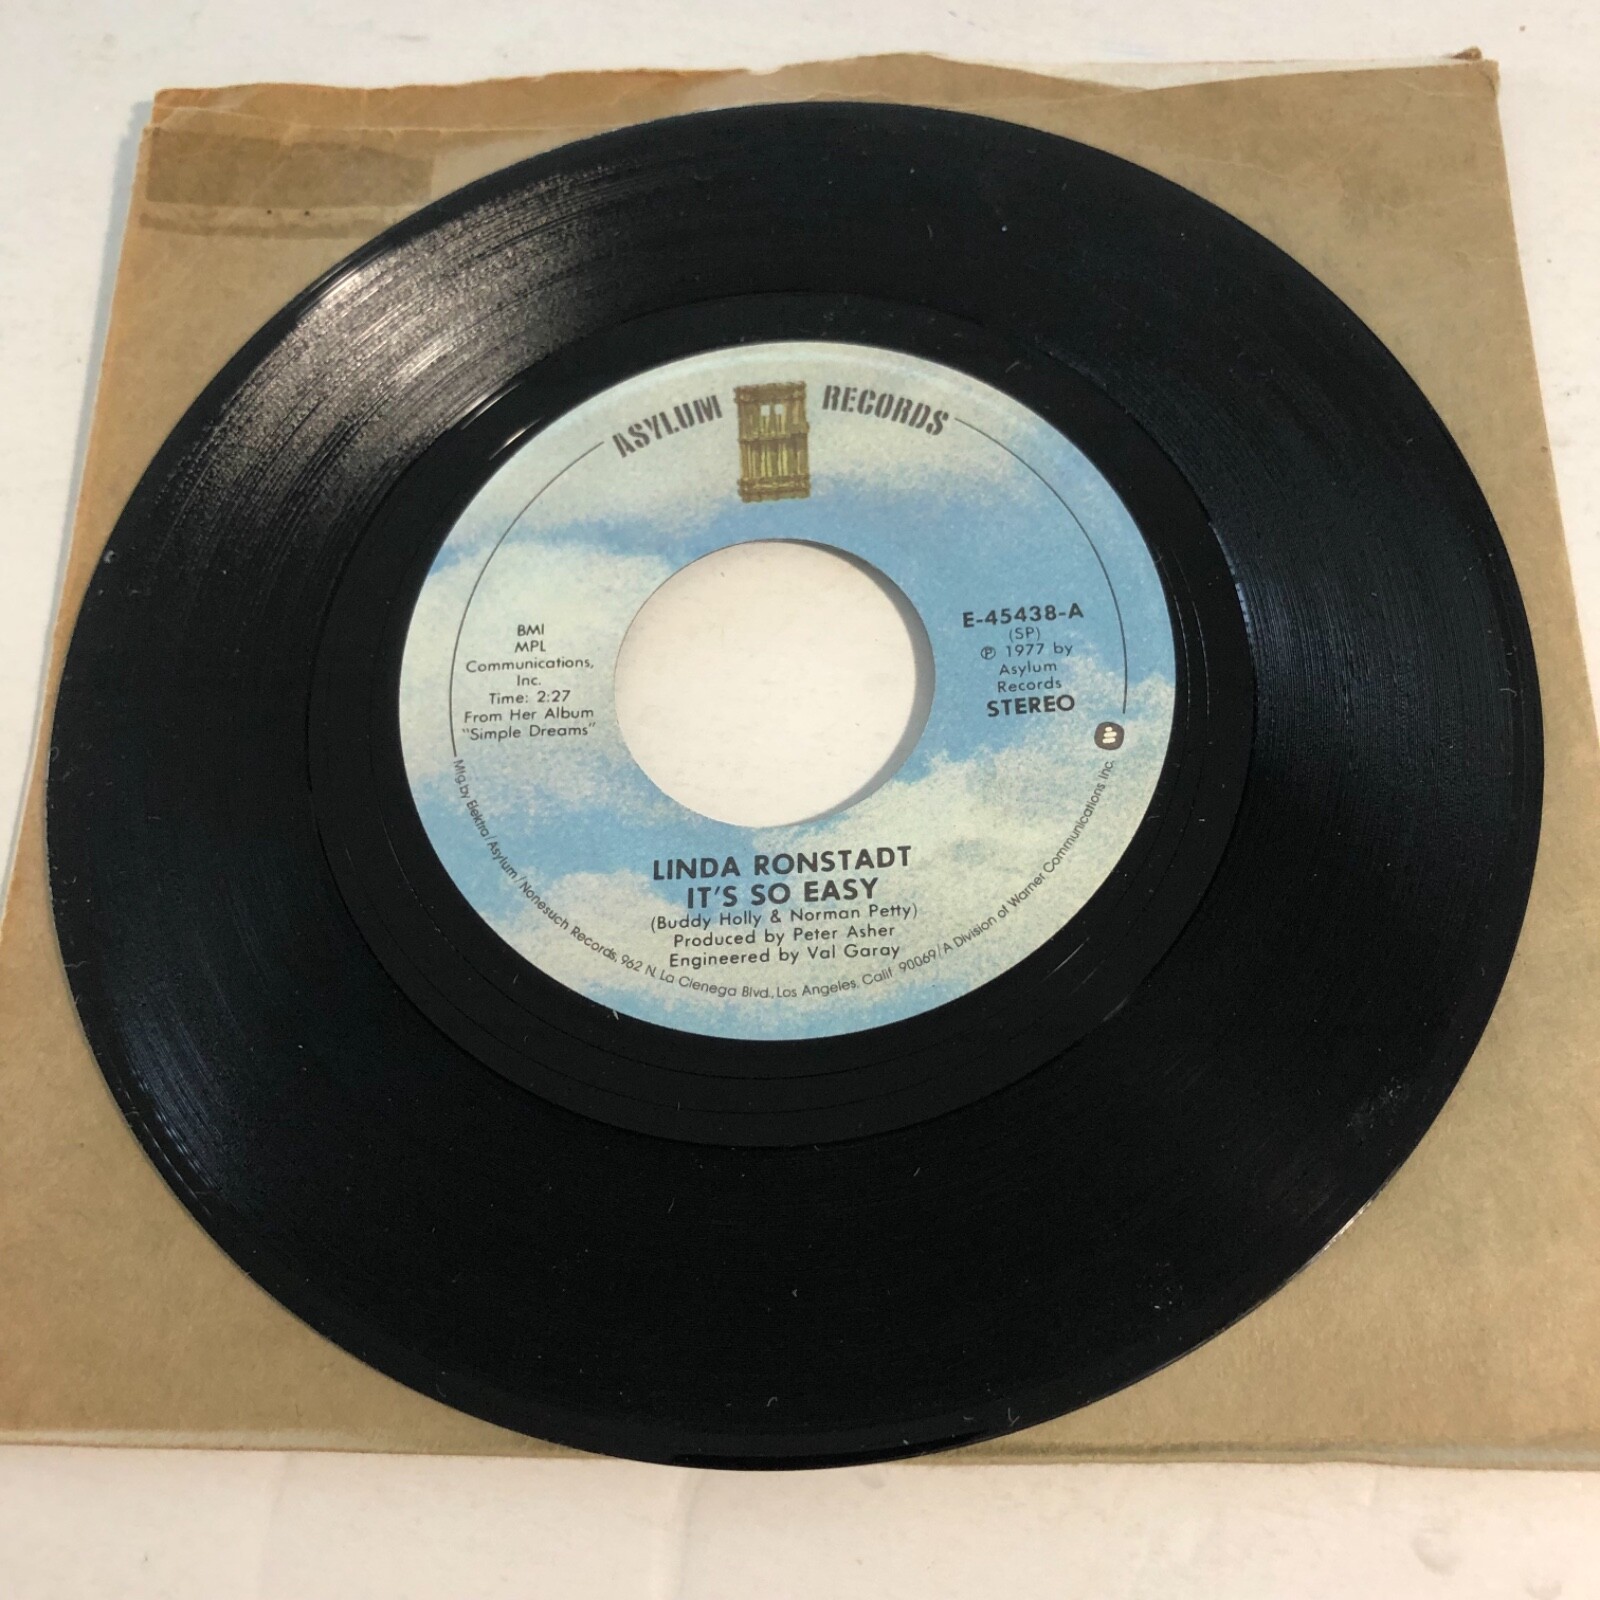 ASYLUM RECORDS
BMI
MPL
Communications,
Inc.
Time: 2:27
From Her Album
"Simple Dreams"
E-45438-A
(SP)
℗ 1977 by
Asylum
Records
STEREO
LINDA RONSTADT
IT'S SO EASY
(Buddy Holly & Norman Petty)
Produced by Peter Asher
Engineered by Val Garay
Mfg. by Elektra/Asylum/Nonesuch Records, 962 N. La Cienega Blvd., Los Angeles, Calif. 90069/A Division of Warner Communications Inc.